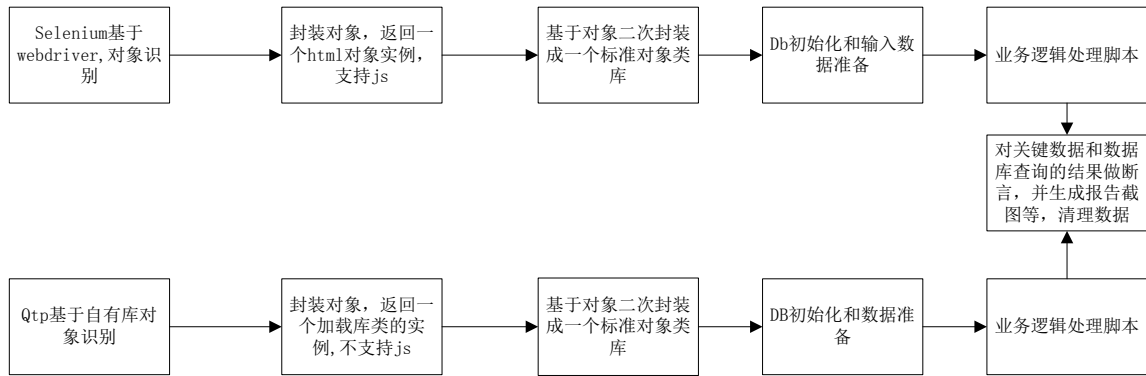 Selenium基于
webdriver,对象识
别
封装对象，返回一
个html对象实例，
支持js
基于对象二次封装
成一个标准对象类
库
Db初始化和输入数
据准备
业务逻辑处理脚本
对关键数据和数据
库查询的结果做断
言，并生成报告截
图等，清理数据
Qtp基于自有库对
象识别
封装对象，返回一
个加载库类的实
例,不支持js
基于对象二次封装
成一个标准对象类
库
DB初始化和数据准
备
业务逻辑处理脚本